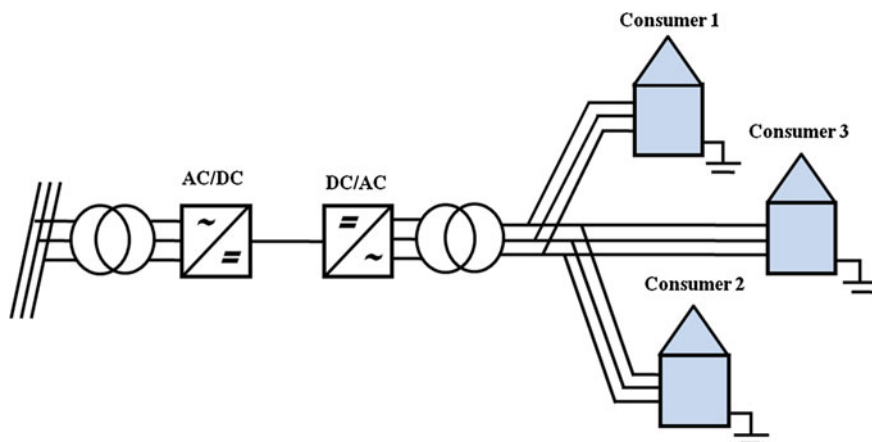 Consumer 1
Consumer 3
AC/DC
DC/AC
Consumer 2